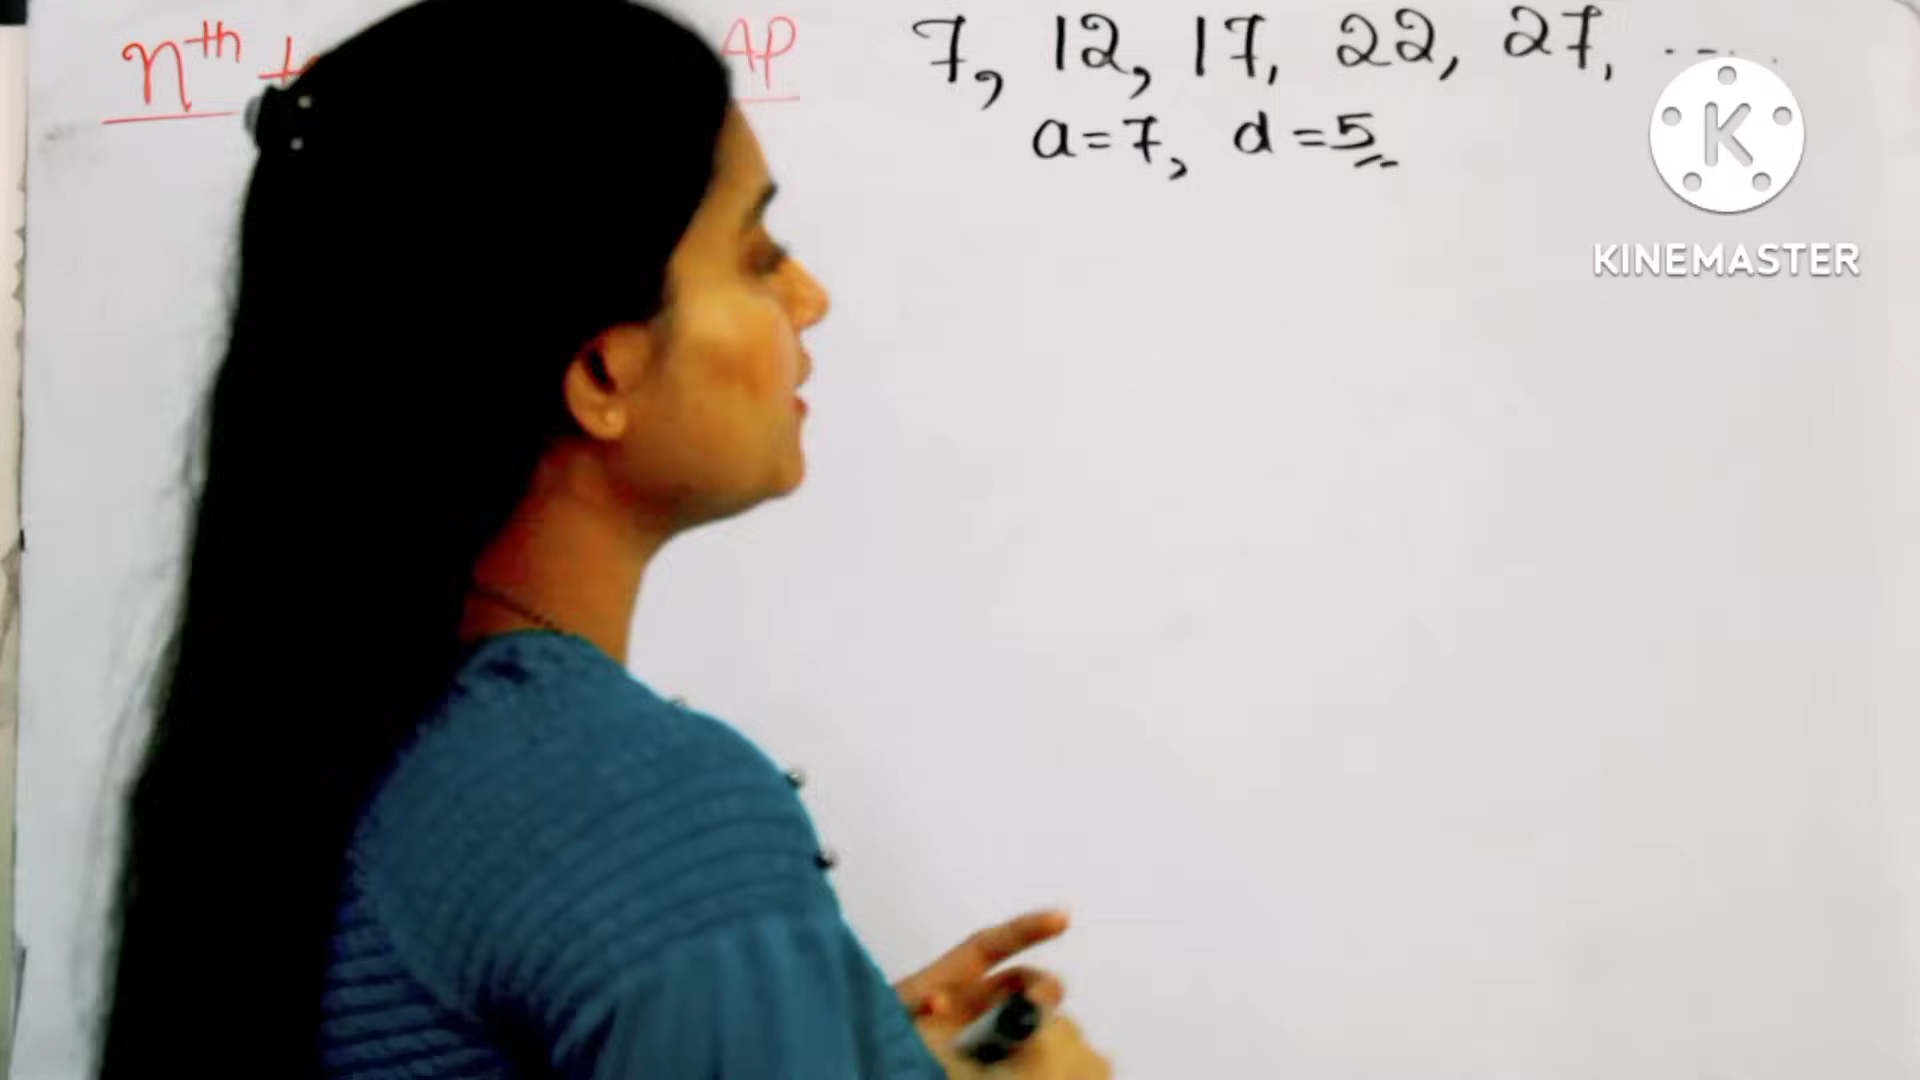 nth AP
7, 12, 17, 22, 27, .....
a=7, d=5
K
KINEMASTER